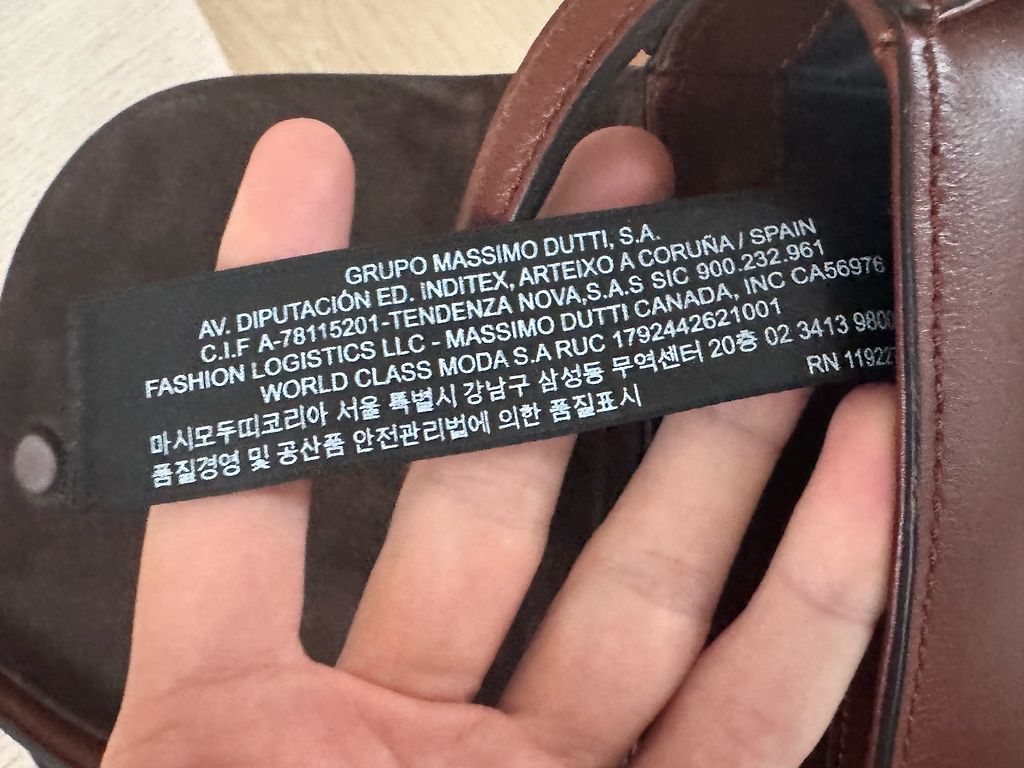 GRUPO MASSIMO DUTTI, S.A.
AV. DIPUTACIÓN ED. INDITEX, ARTEIXO A CORUÑA / SPAIN
C.I.F A-78115201-TENDENZA NOVA,S.A.S SIC 900.232.961
FASHION LOGISTICS LLC - MASSIMO DUTTI CANADA, INC CA56976
WORLD CLASS MODA S.A RUC 1792442621001
마시모두띠코리아 서울 특별시 강남구 삼성동 무역센터 20층 02 3413 980
품질경영 및 공산품 안전관리법에 의한 품질표시
RN 11922